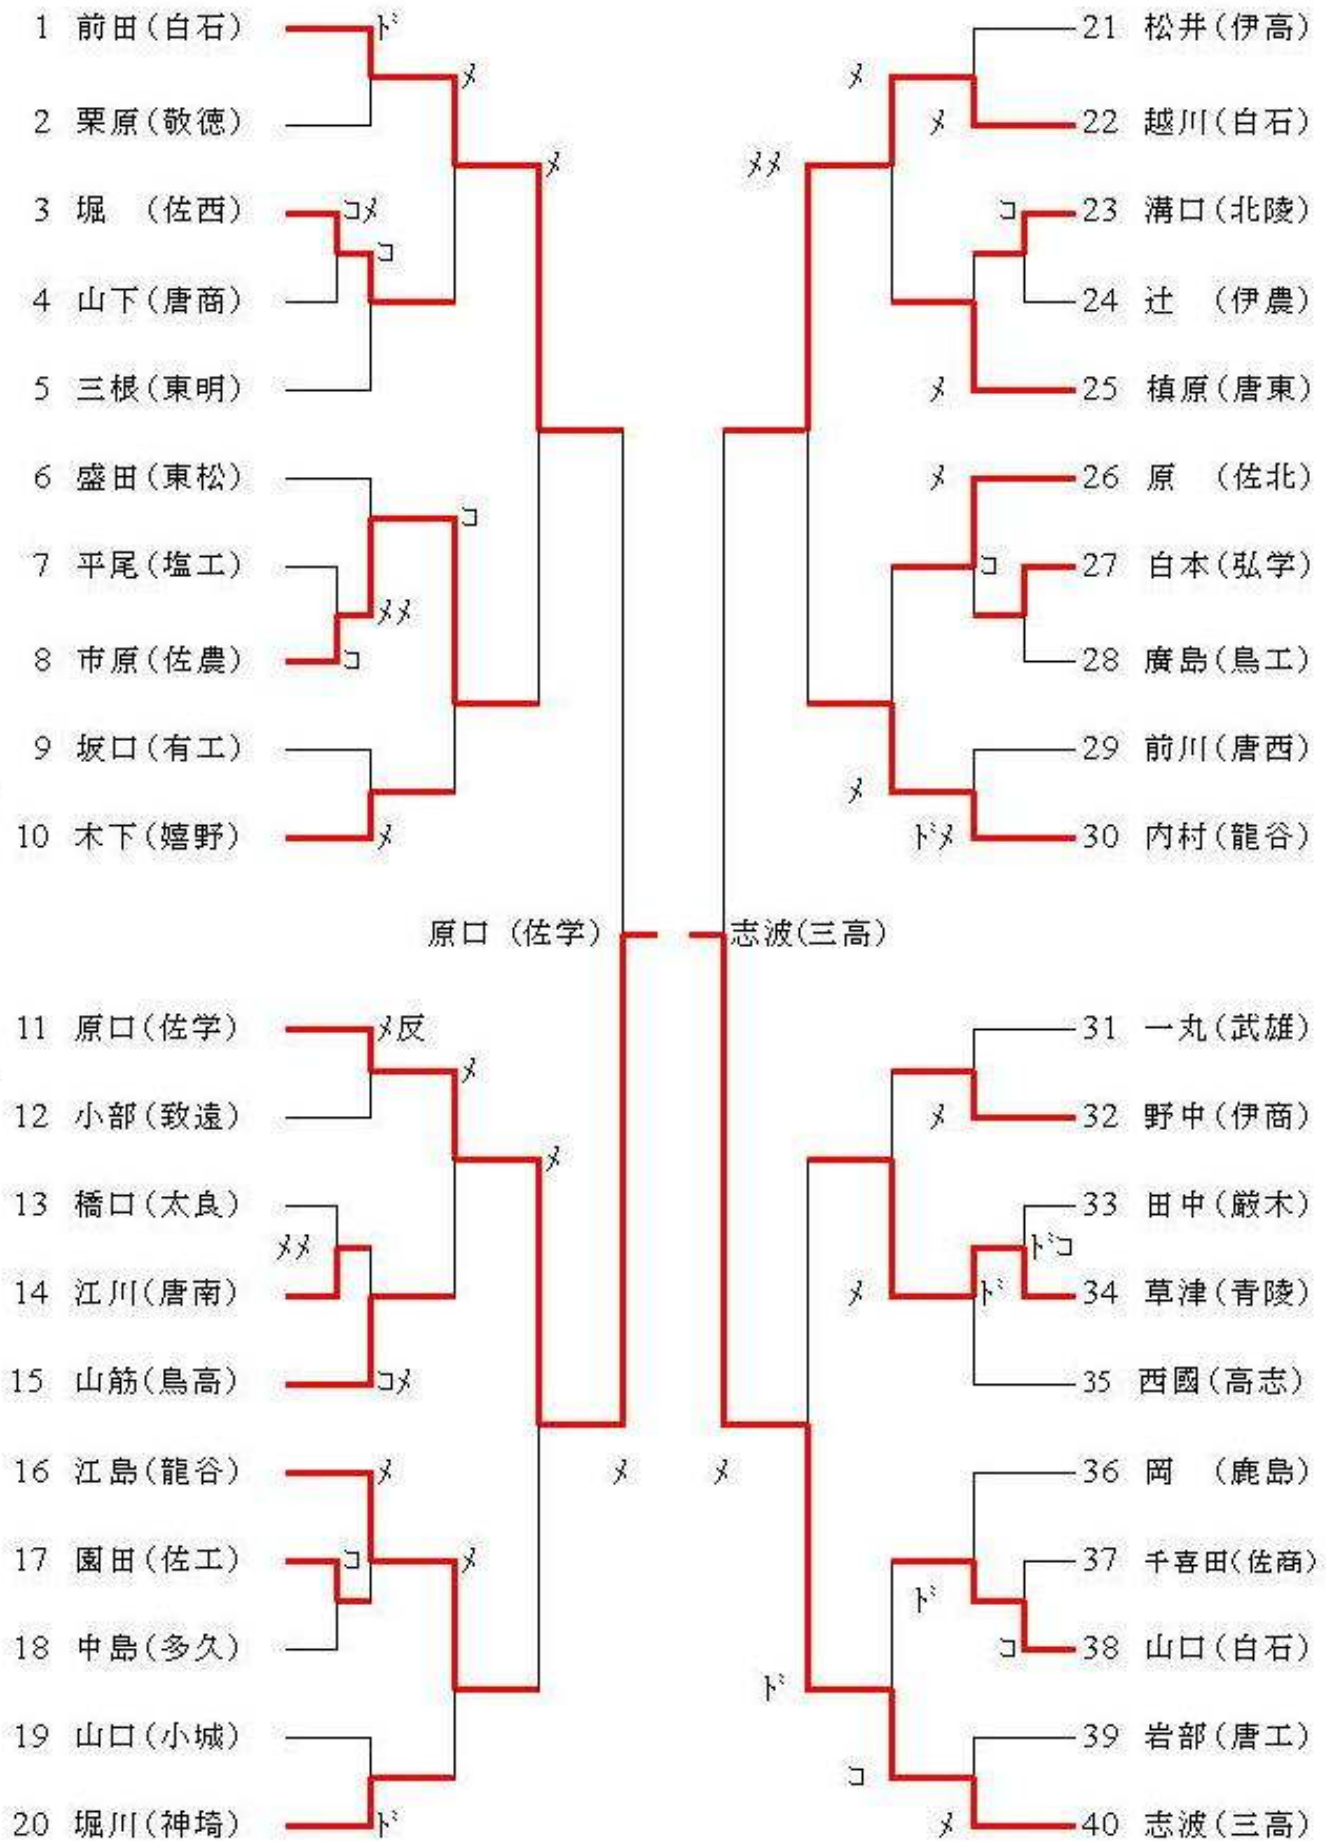 1 前田(白石)
ﾄﾞ
メ
2 栗原(敬徳)
メ
3 堀 (佐西)
コメ
コ
4 山下(唐商)
5 三根(東明)
6 盛田(東松)
コ
7 平尾(塩工)
メメ
8 市原(佐農)
コ
9 坂口(有工)
10 木下(嬉野)
メ
原口 (佐学)
11 原口(佐学)
メ反
メ
12 小部(致遠)
メ
13 橋口(太良)
メメ
14 江川(唐南)
15 山筋(鳥高)
コメ
16 江島(龍谷)
メ
メ
17 園田(佐工)
コ
メ
18 中島(多久)
19 山口(小城)
20 堀川(神埼)
ﾄﾞ
21 松井(伊高)
メ
メ
22 越川(白石)
メメ
コ
23 溝口(北陵)
24 辻 (伊農)
メ
25 槙原(唐東)
メ
26 原 (佐北)
コ
27 白本(弘学)
28 廣島(鳥工)
29 前川(唐西)
メ
ﾄﾞメ
30 内村(龍谷)
志波(三高)
31 一丸(武雄)
メ
32 野中(伊商)
33 田中(厳木)
ﾄﾞコ
メ
ﾄﾞ
34 草津(青陵)
35 西國(高志)
メ
36 岡 (鹿島)
37 千喜田(佐商)
ﾄﾞ
コ
38 山口(白石)
ﾄﾞ
39 岩部(唐工)
コ
メ
40 志波(三高)